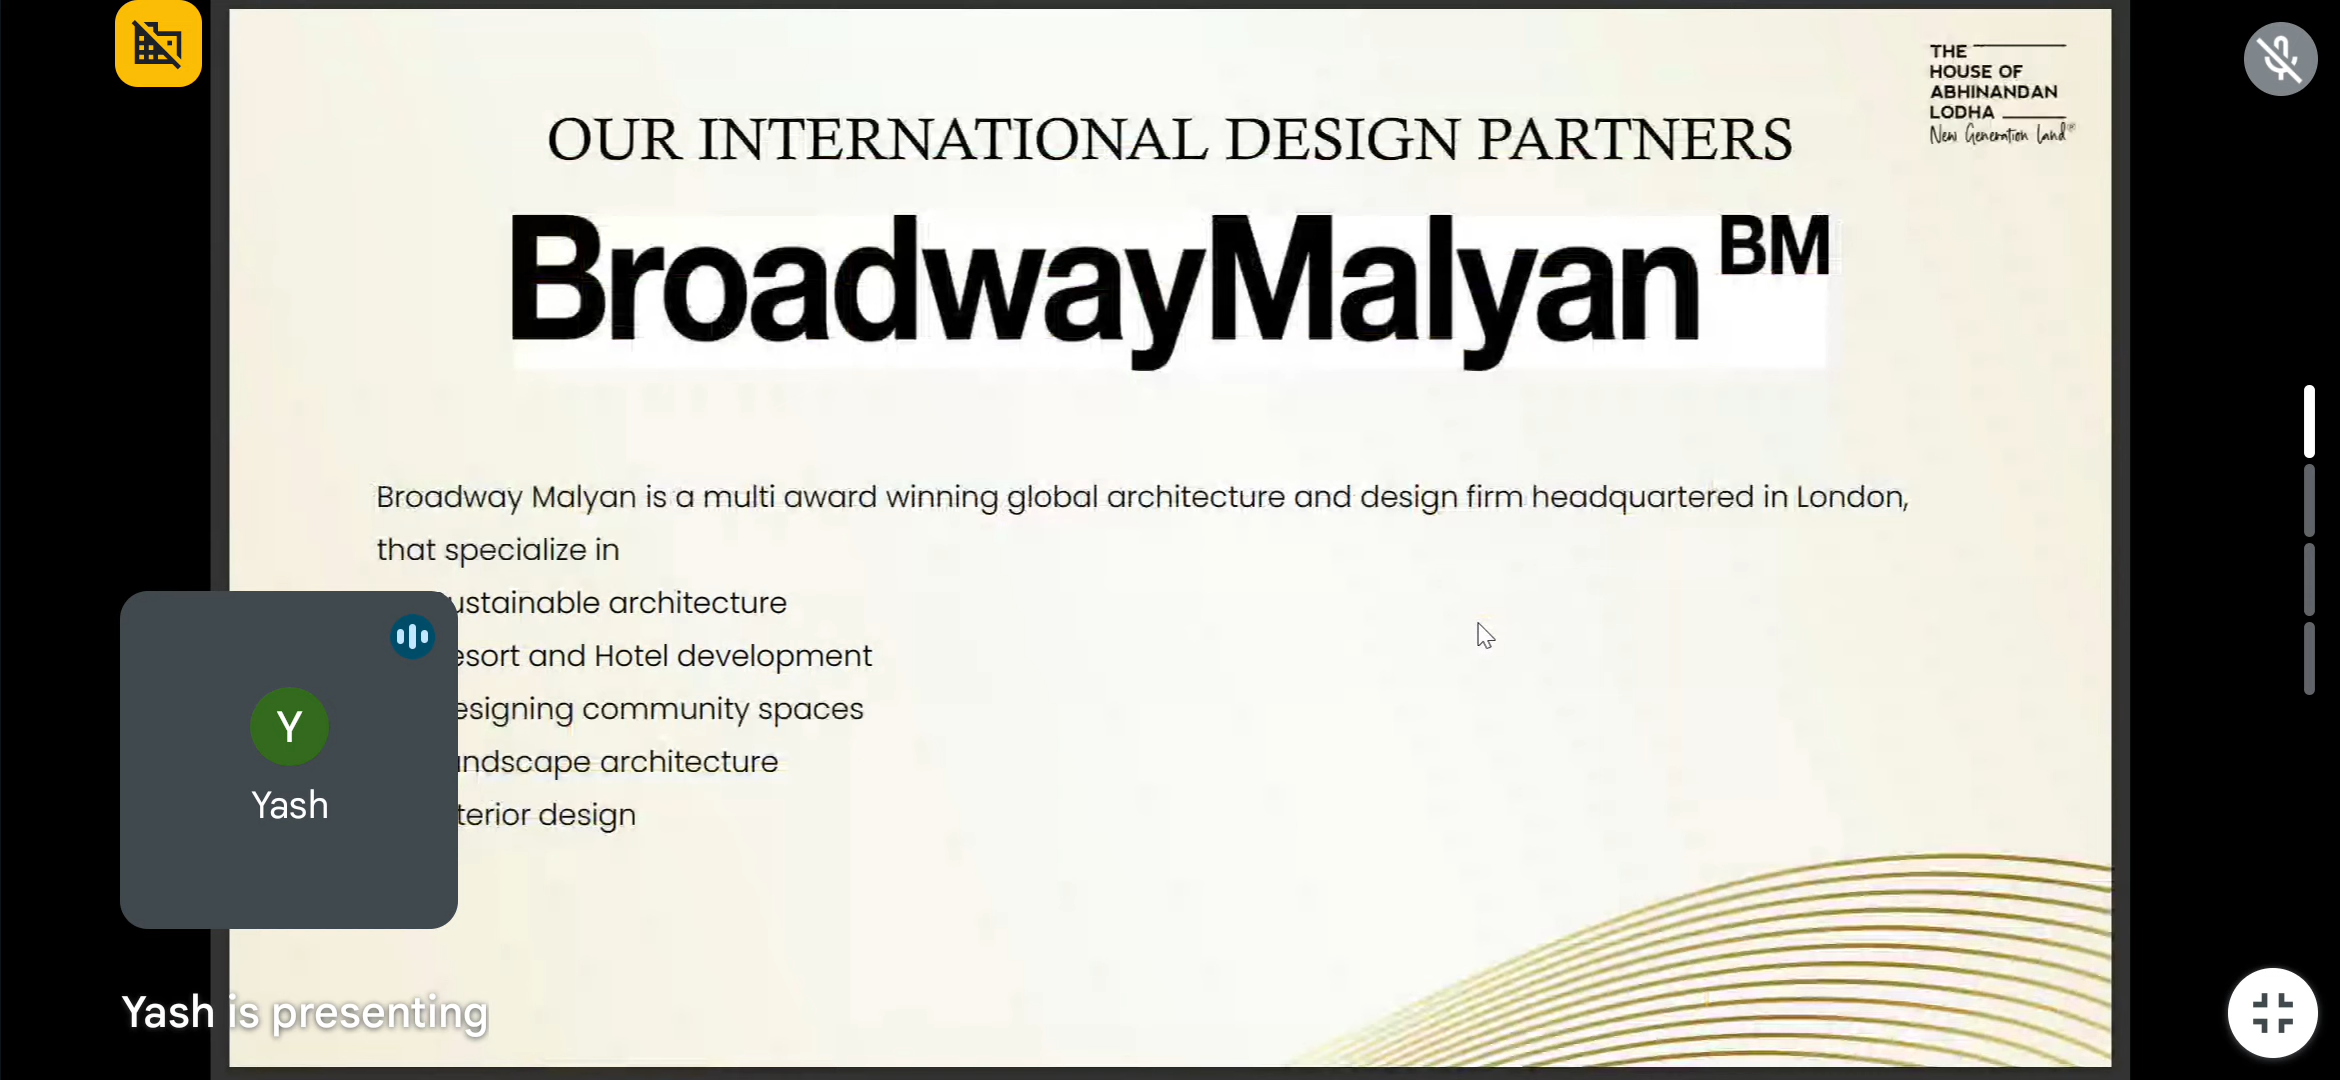 THE
HOUSE OF
ABHINANDAN
LODHA
New Generation Land®
OUR INTERNATIONAL DESIGN PARTNERS
BroadwayMalyan BM
Broadway Malyan is a multi award winning global architecture and design firm headquartered in London,
that specialize in
ustainable architecture
esort and Hotel development
esigning community spaces
andscape architecture
terior design
Y
Yash
Yash is presenting